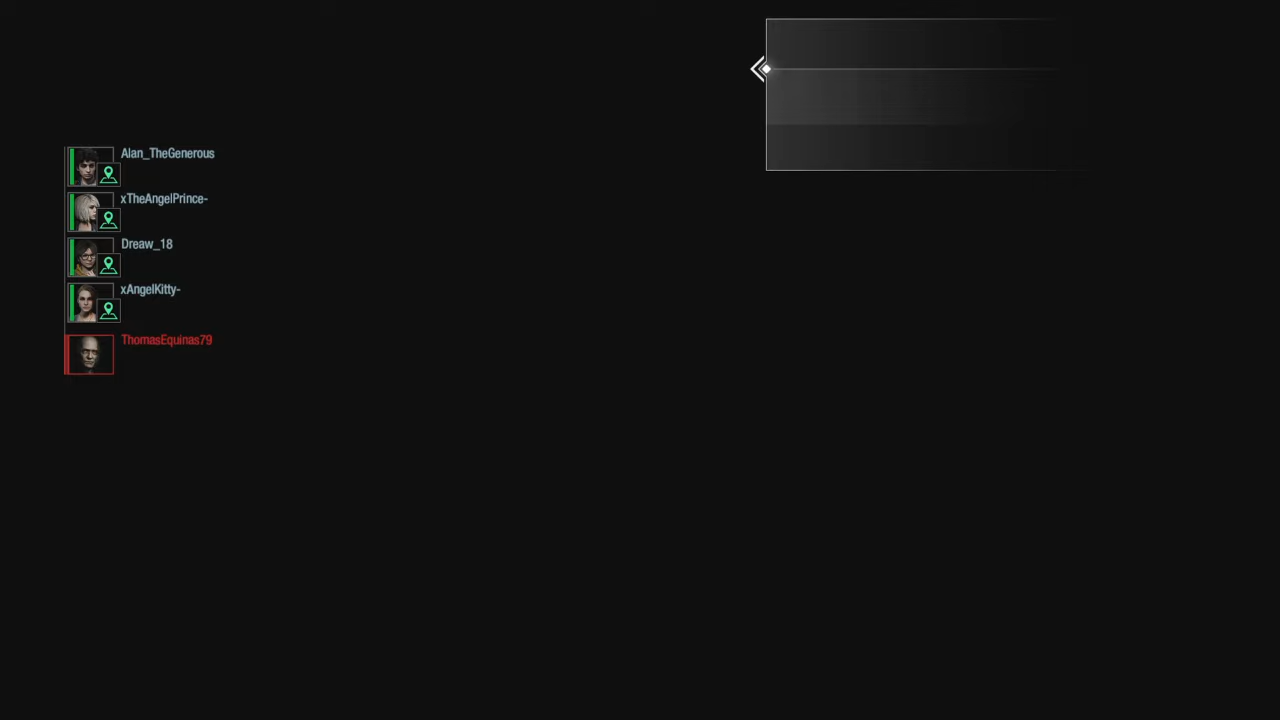 Alan_TheGenerous
xTheAngelPrince-
Dreaw_18
xAngelKitty-
ThomasEquinas79